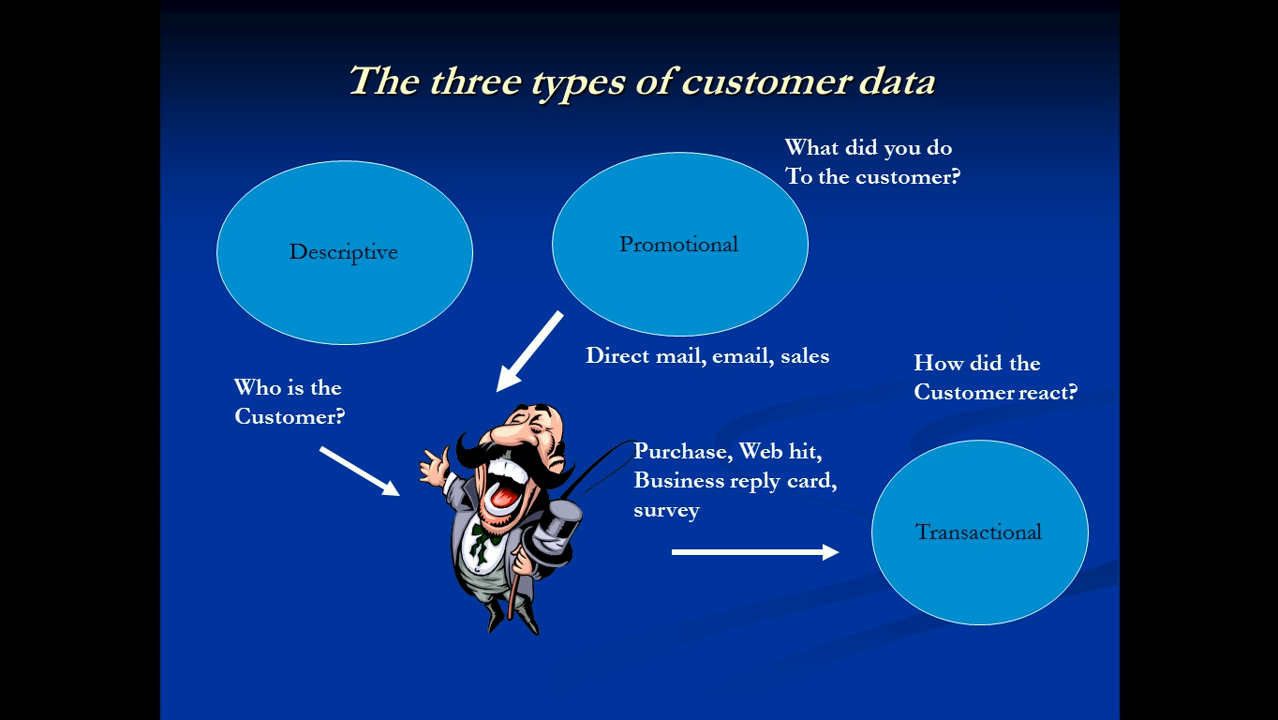 The three types of customer data
What did you do
To the customer?
Descriptive
Promotional
Direct mail, email, sales
Who is the
Customer?
How did the
Customer react?
Purchase, Web hit,
Business reply card,
survey
Transactional